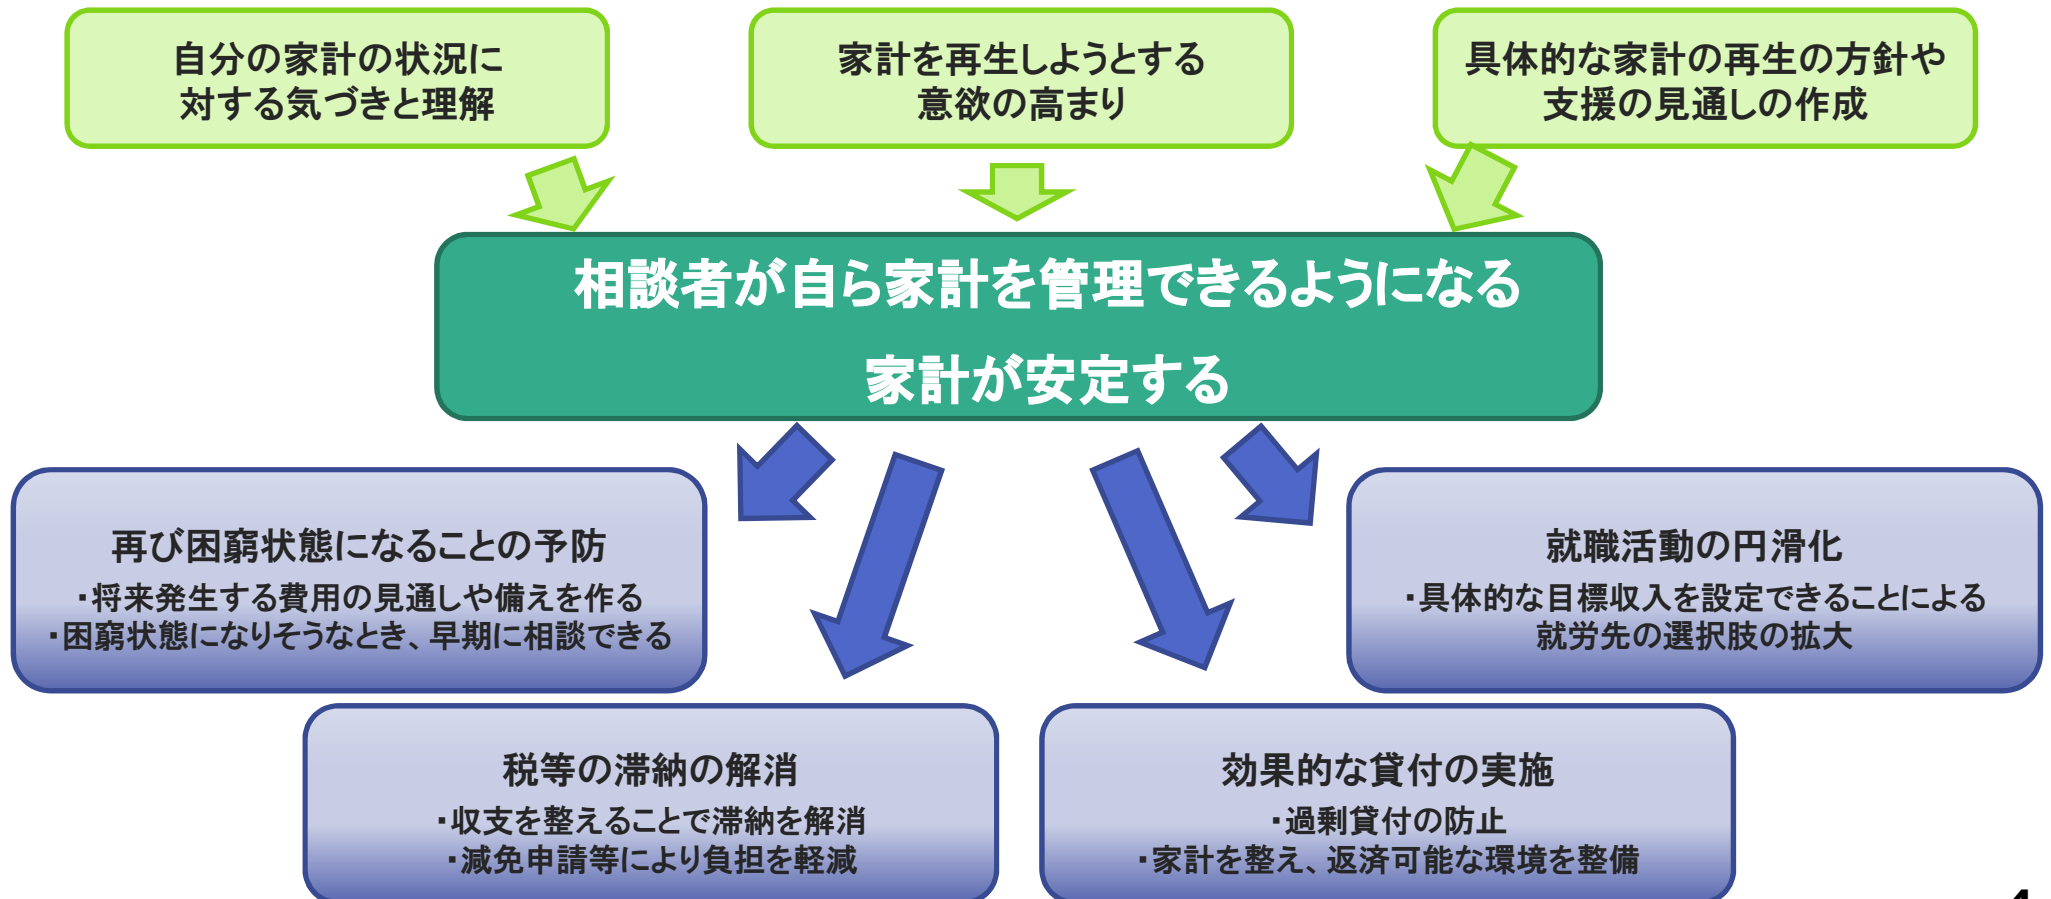 自分の家計の状況に
対する気づきと理解
家計を再生しようとする
意欲の高まり
具体的な家計の再生の方針や
支援の見通しの作成
相談者が自ら家計を管理できるようになる
家計が安定する
再び困窮状態になることの予防
・将来発生する費用の見通しや備えを作る
・困窮状態になりそうなとき、早期に相談できる
就職活動の円滑化
・具体的な目標収入を設定できることによる
就労先の選択肢の拡大
税等の滞納の解消
・収支を整えることで滞納を解消
・減免申請等により負担を軽減
効果的な貸付の実施
・過剰貸付の防止
・家計を整え、返済可能な環境を整備